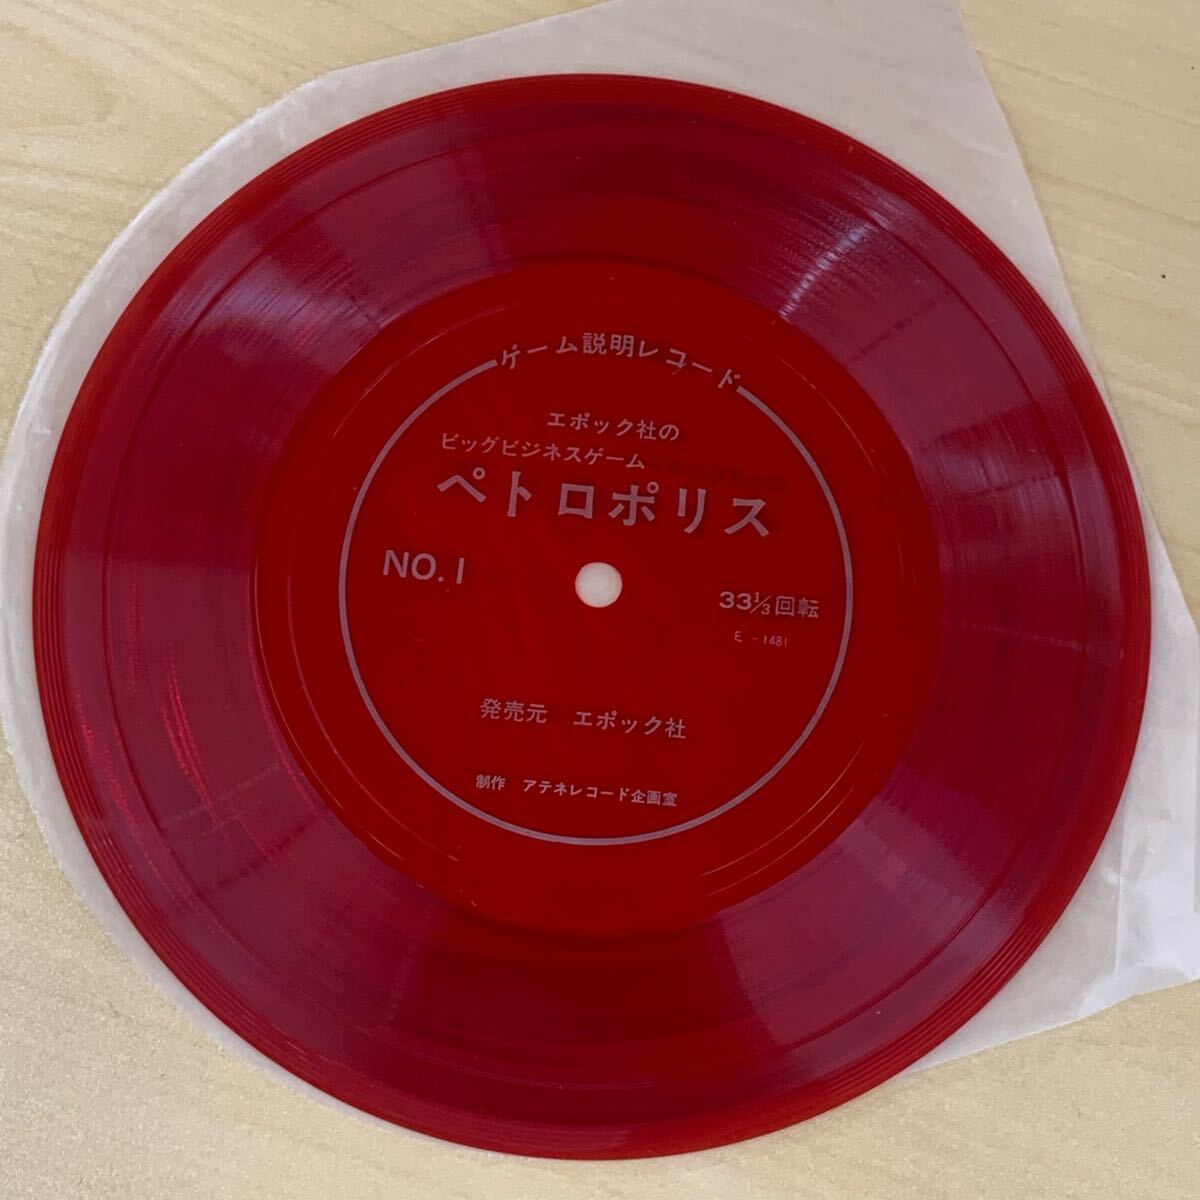 ゲーム説明レコード
エポック社の
ビッグビジネスゲーム
ペトロポリス
NO.1
33⅓回転
E-1481
発売元 エポック社
制作 アテネレコード企画室